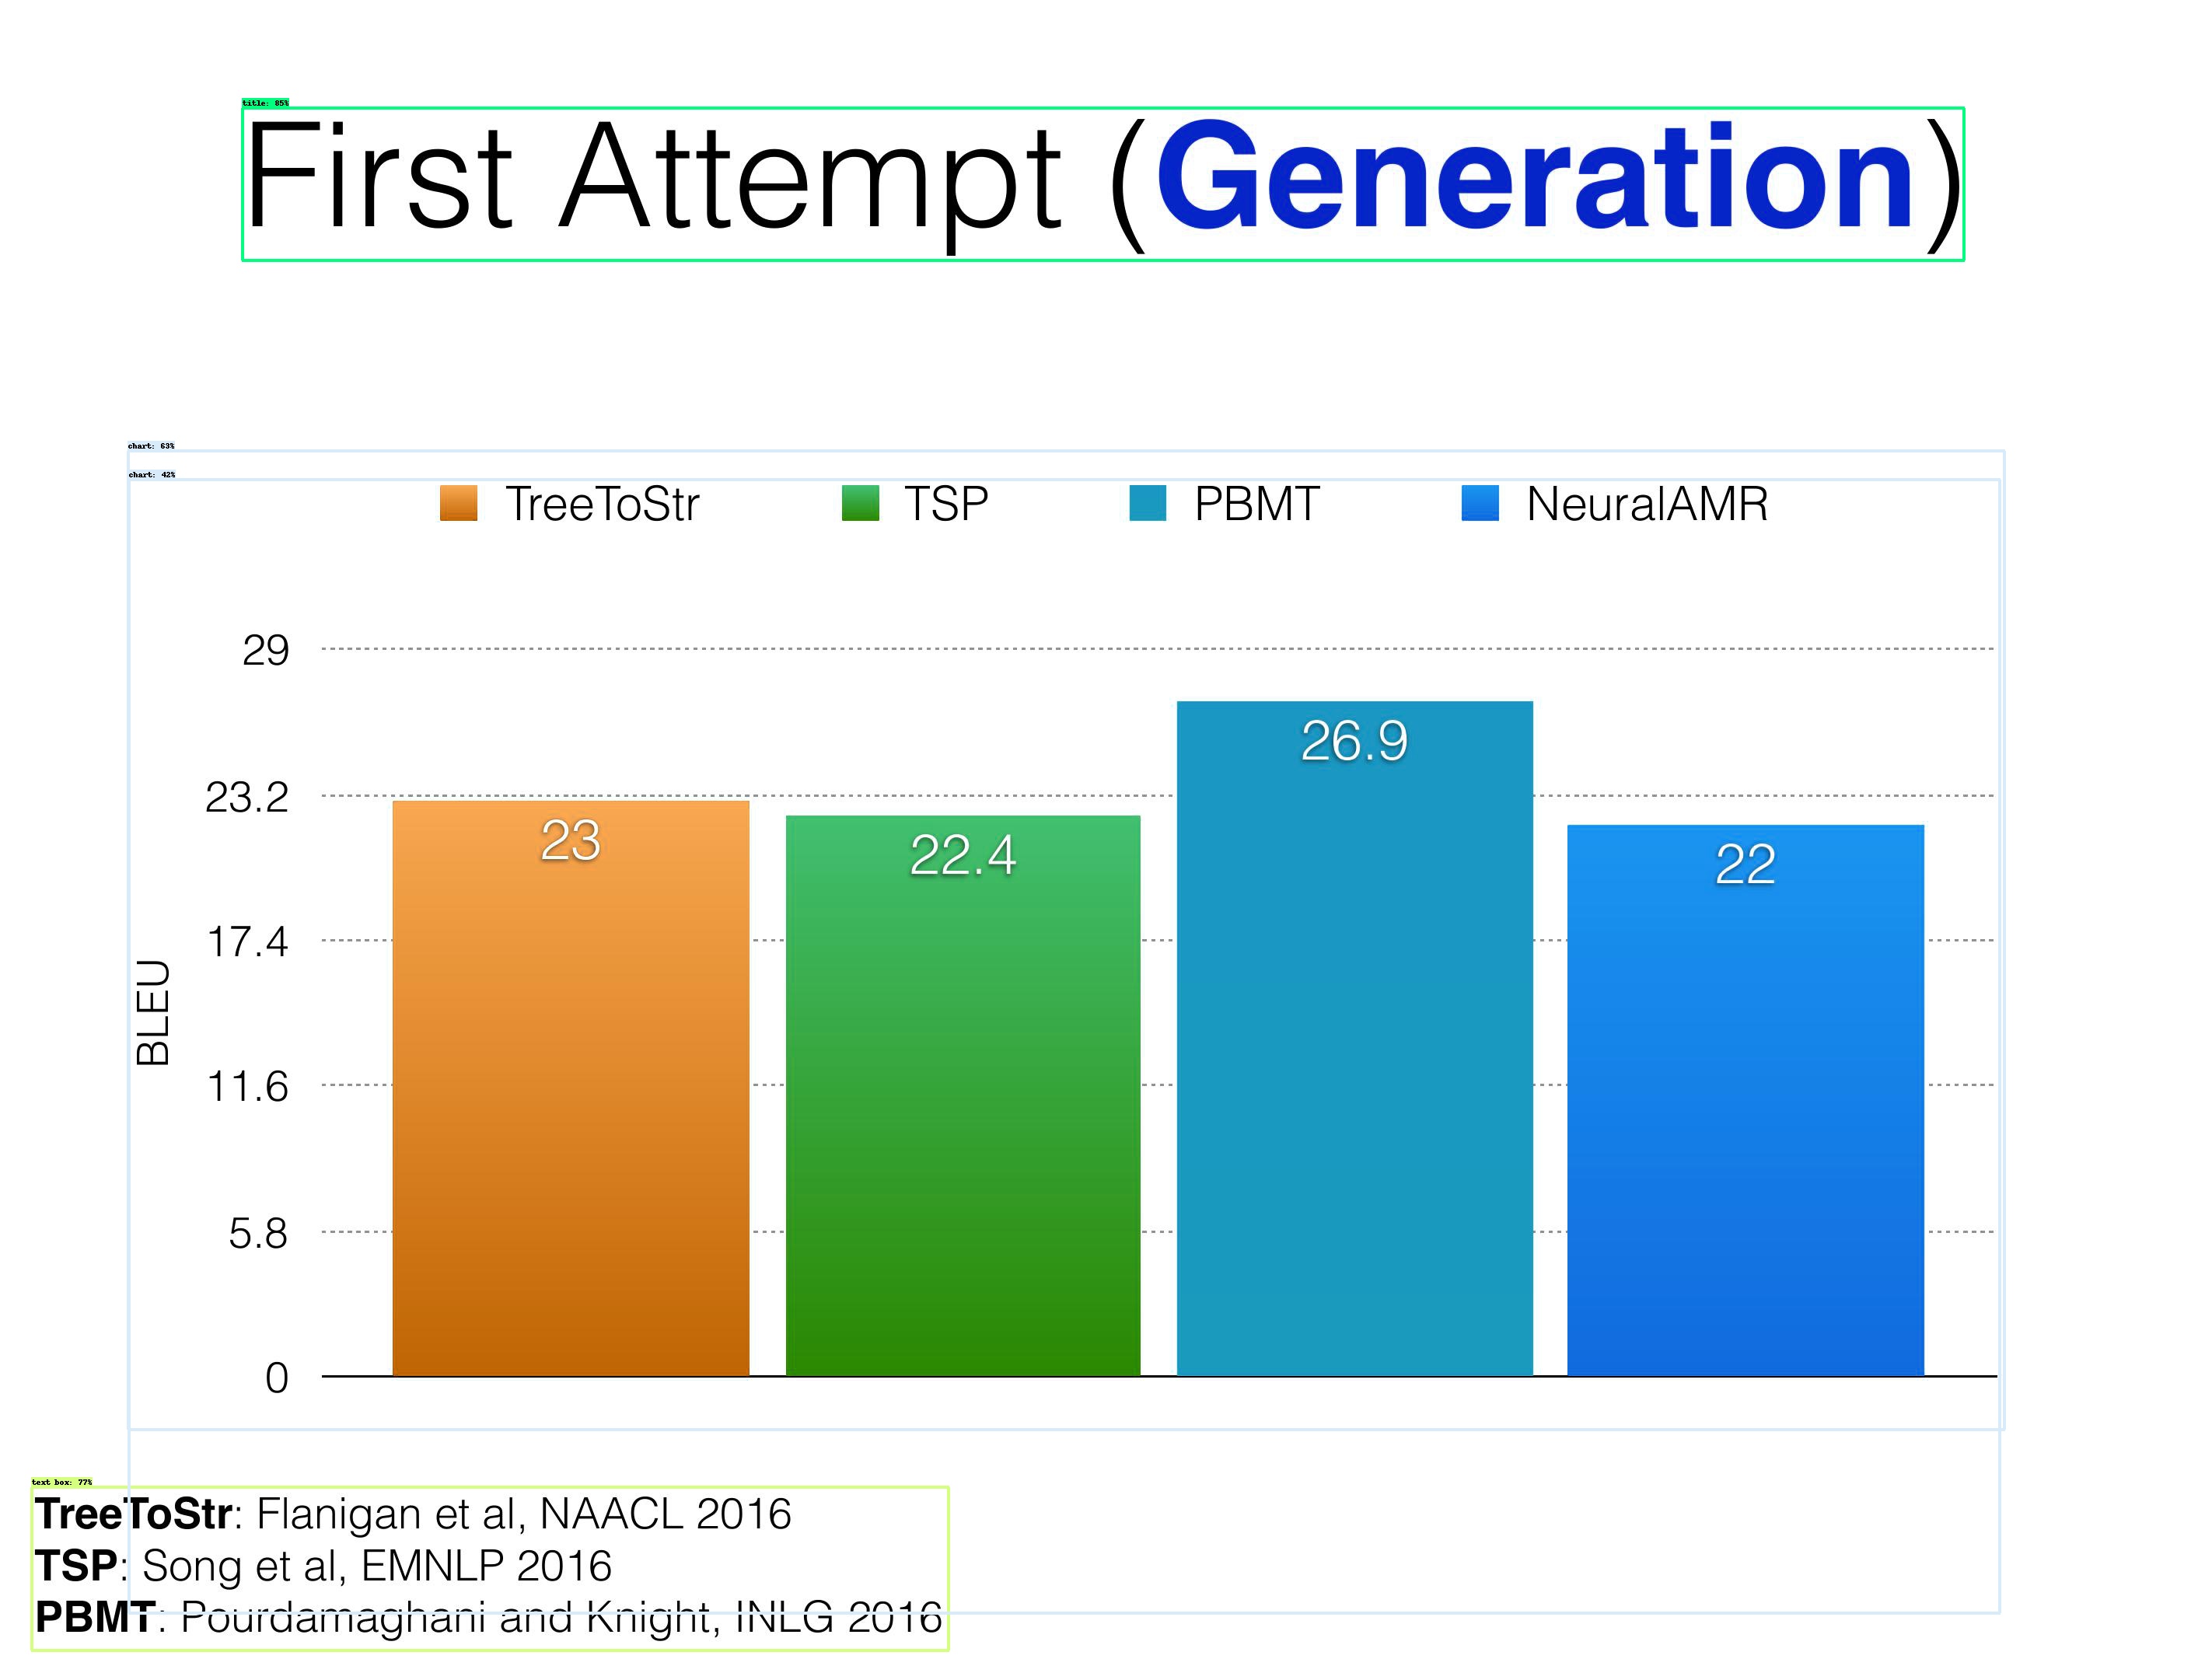 title: 85%
First Attempt (Generation)
chart: 63%
chart: 42%
TreeToStr TSP PBMT NeuralAMR
29
23.2
17.4
11.6
5.8
0
BLEU
23
22.4
26.9
22
text box: 77%
TreeToStr: Flanigan et al, NAACL 2016
TSP: Song et al, EMNLP 2016
PBMT: Pourdamaghani and Knight, INLG 2016